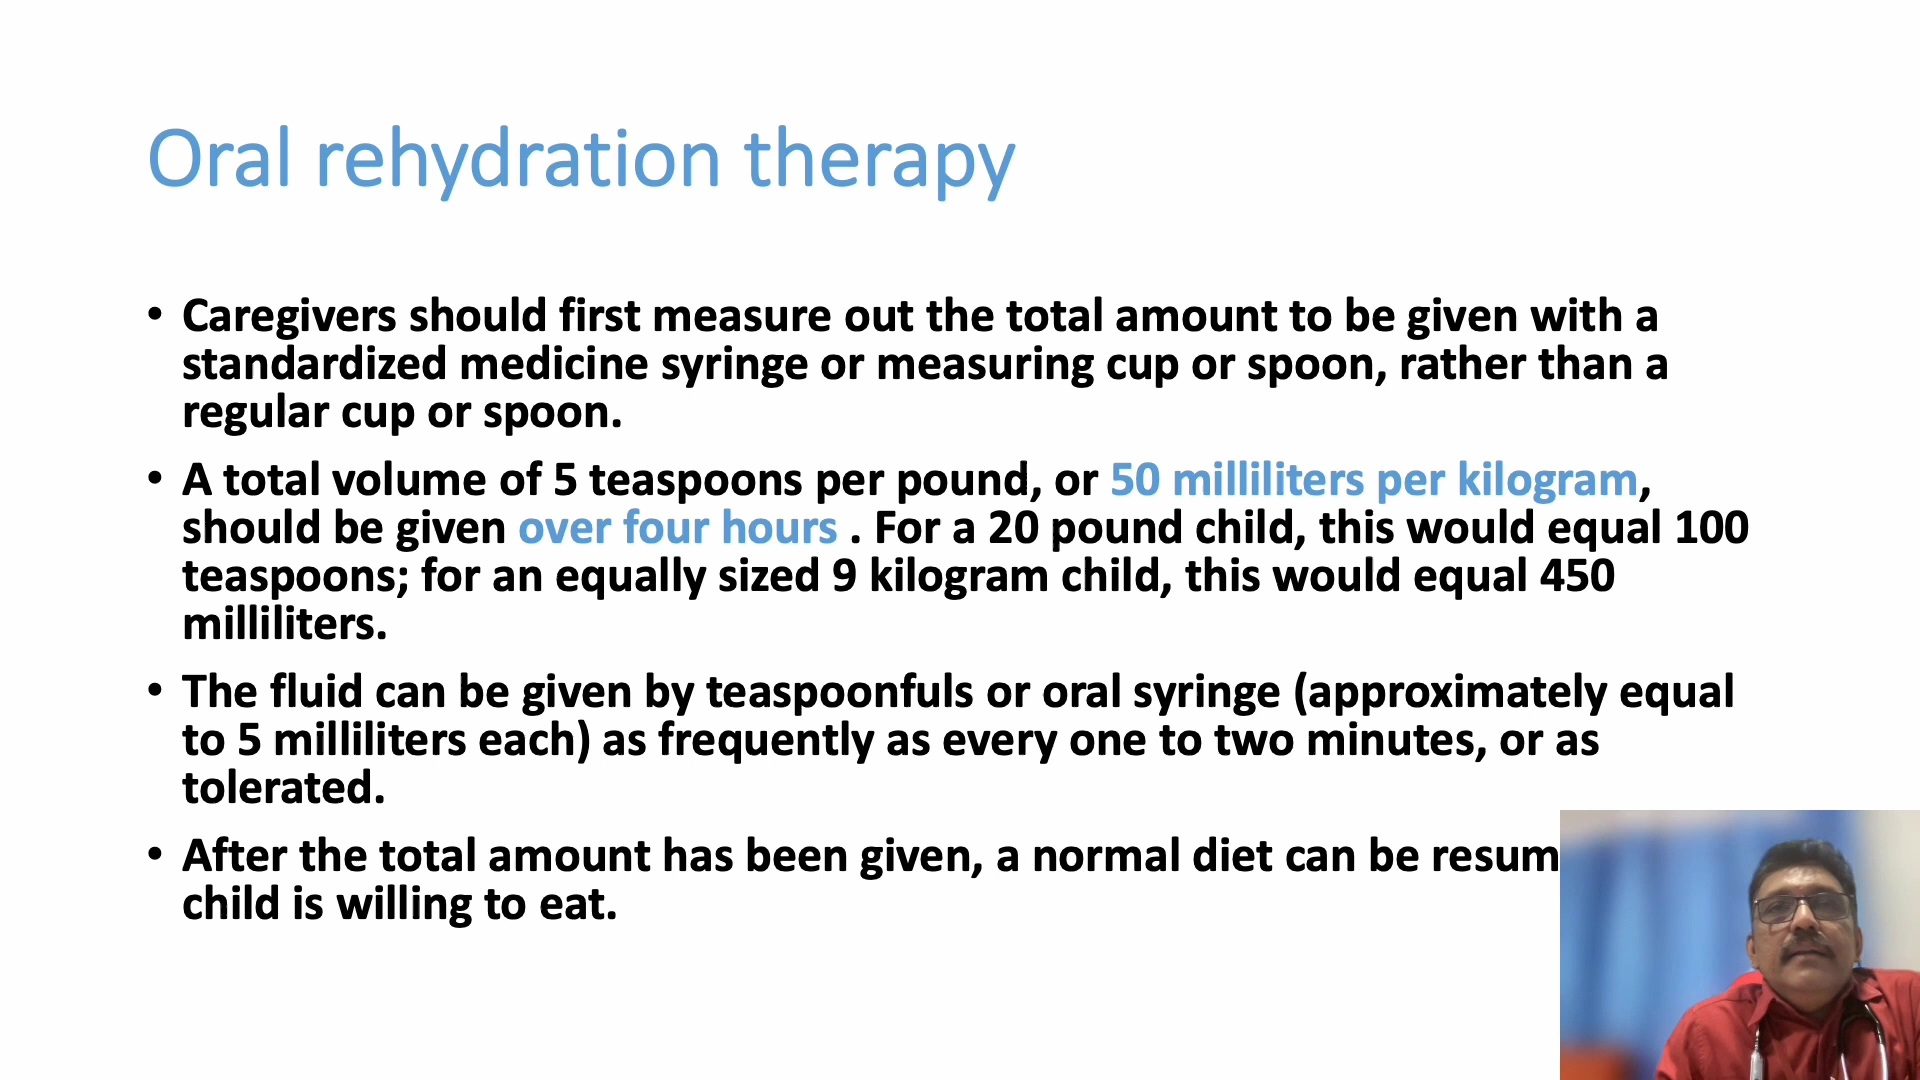 Oral rehydration therapy
• Caregivers should first measure out the total amount to be given with a
standardized medicine syringe or measuring cup or spoon, rather than a
regular cup or spoon.
• A total volume of 5 teaspoons per pound, or 50 milliliters per kilogram,
should be given over four hours . For a 20 pound child, this would equal 100
teaspoons; for an equally sized 9 kilogram child, this would equal 450
milliliters.
• The fluid can be given by teaspoonfuls or oral syringe (approximately equal
to 5 milliliters each) as frequently as every one to two minutes, or as
tolerated.
• After the total amount has been given, a normal diet can be
child is willing to eat.